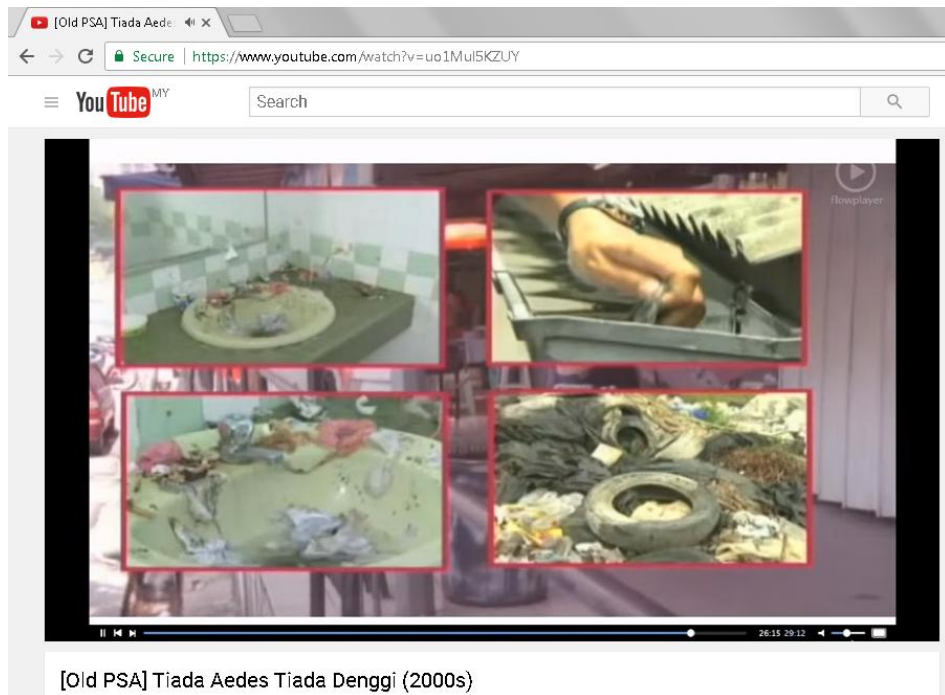 [Old PSA] Tiada Aede
Secure | https://www.youtube.com/watch?v=uo1Mul5KZUY
YouTube MY
Search
flowplayer
26:15 29:12
[Old PSA] Tiada Aedes Tiada Denggi (2000s)